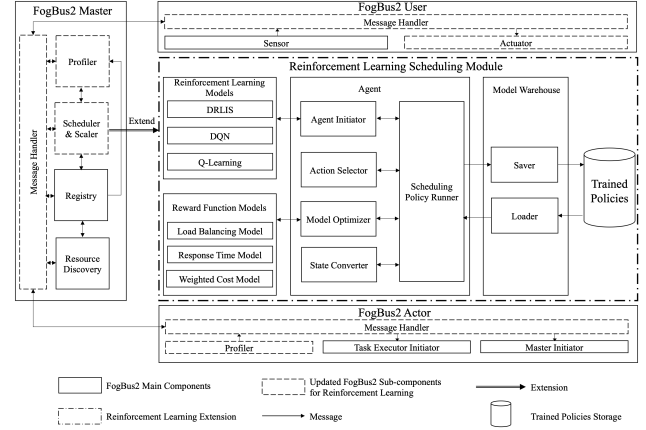 FogBus2 Master
FogBus2 User
Message Handler
Sensor
Actuator
Message Handler
Profiler
Scheduler
& Scaler
Registry
Resource
Discovery
Extend
Reinforcement Learning Scheduling Module
Reinforcement Learning
Models
DRLIS
DQN
Q-Learning
Reward Function Models
Load Balancing Model
Response Time Model
Weighted Cost Model
Agent
Agent Initiator
Action Selector
Model Optimizer
State Converter
Scheduling
Policy Runner
Model Warehouse
Saver
Loader
Trained
Policies
FogBus2 Actor
Message Handler
Profiler
Task Executor Initiator
Master Initiator
FogBus2 Main Components
Updated FogBus2 Sub-components
for Reinforcement Learning
Extension
Reinforcement Learning Extension
Message
Trained Policies Storage